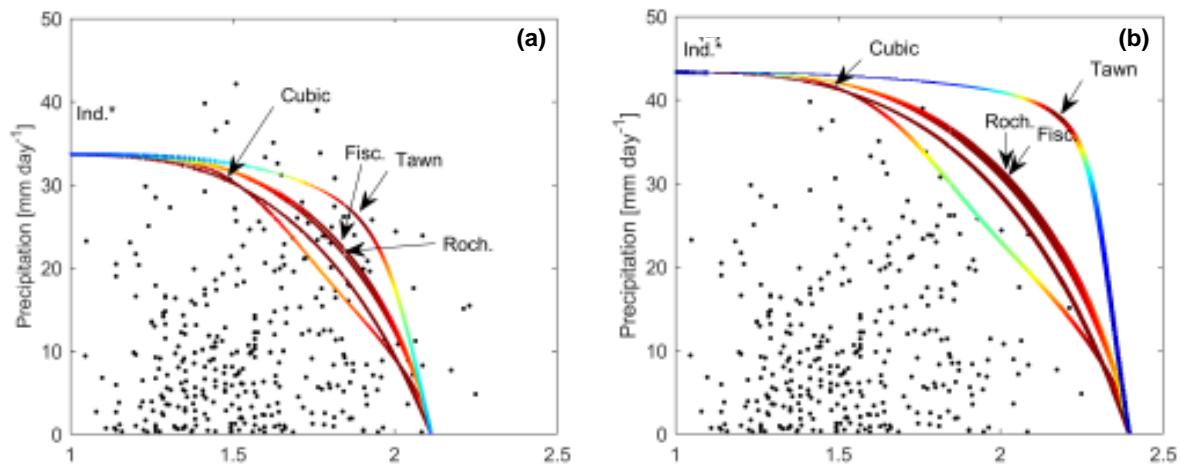 50
(a)
40
Cubic
Ind.*
Fisc.
Tawn
30
Roch.
20
10
0
1
1.5
2
2.5
Precipitation [mm day-1]
50
(b)
Ind.*
Cubic
Tawn
40
Roch.
Fisc.
30
20
10
0
1
1.5
2
2.5
Precipitation [mm day-1]